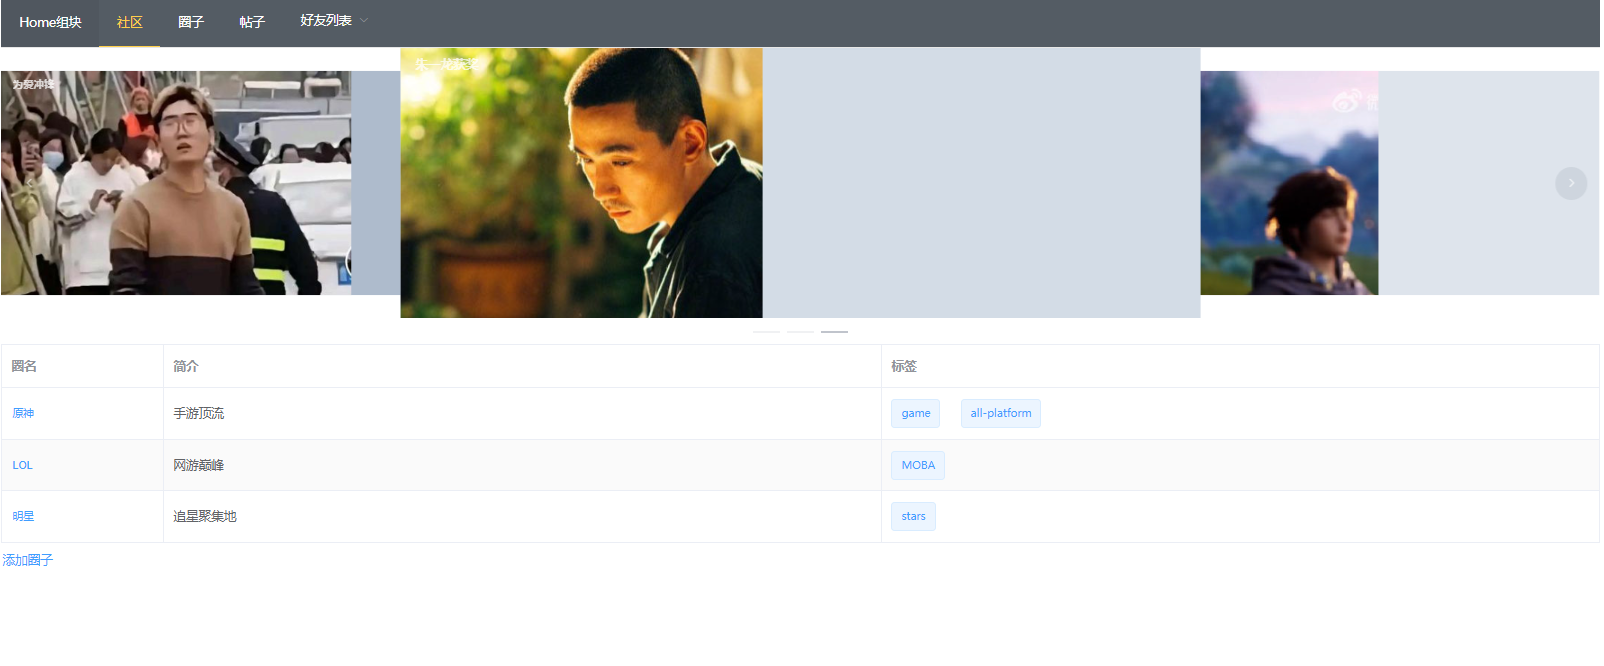 Home组块 社区 圈子 帖子 好友列表
为爱冲锋
朱一龙获奖
圈名 简介 标签
原神 手游顶流 game all-platform
LOL 网游巅峰 MOBA
明星 追星聚集地 stars
添加圈子